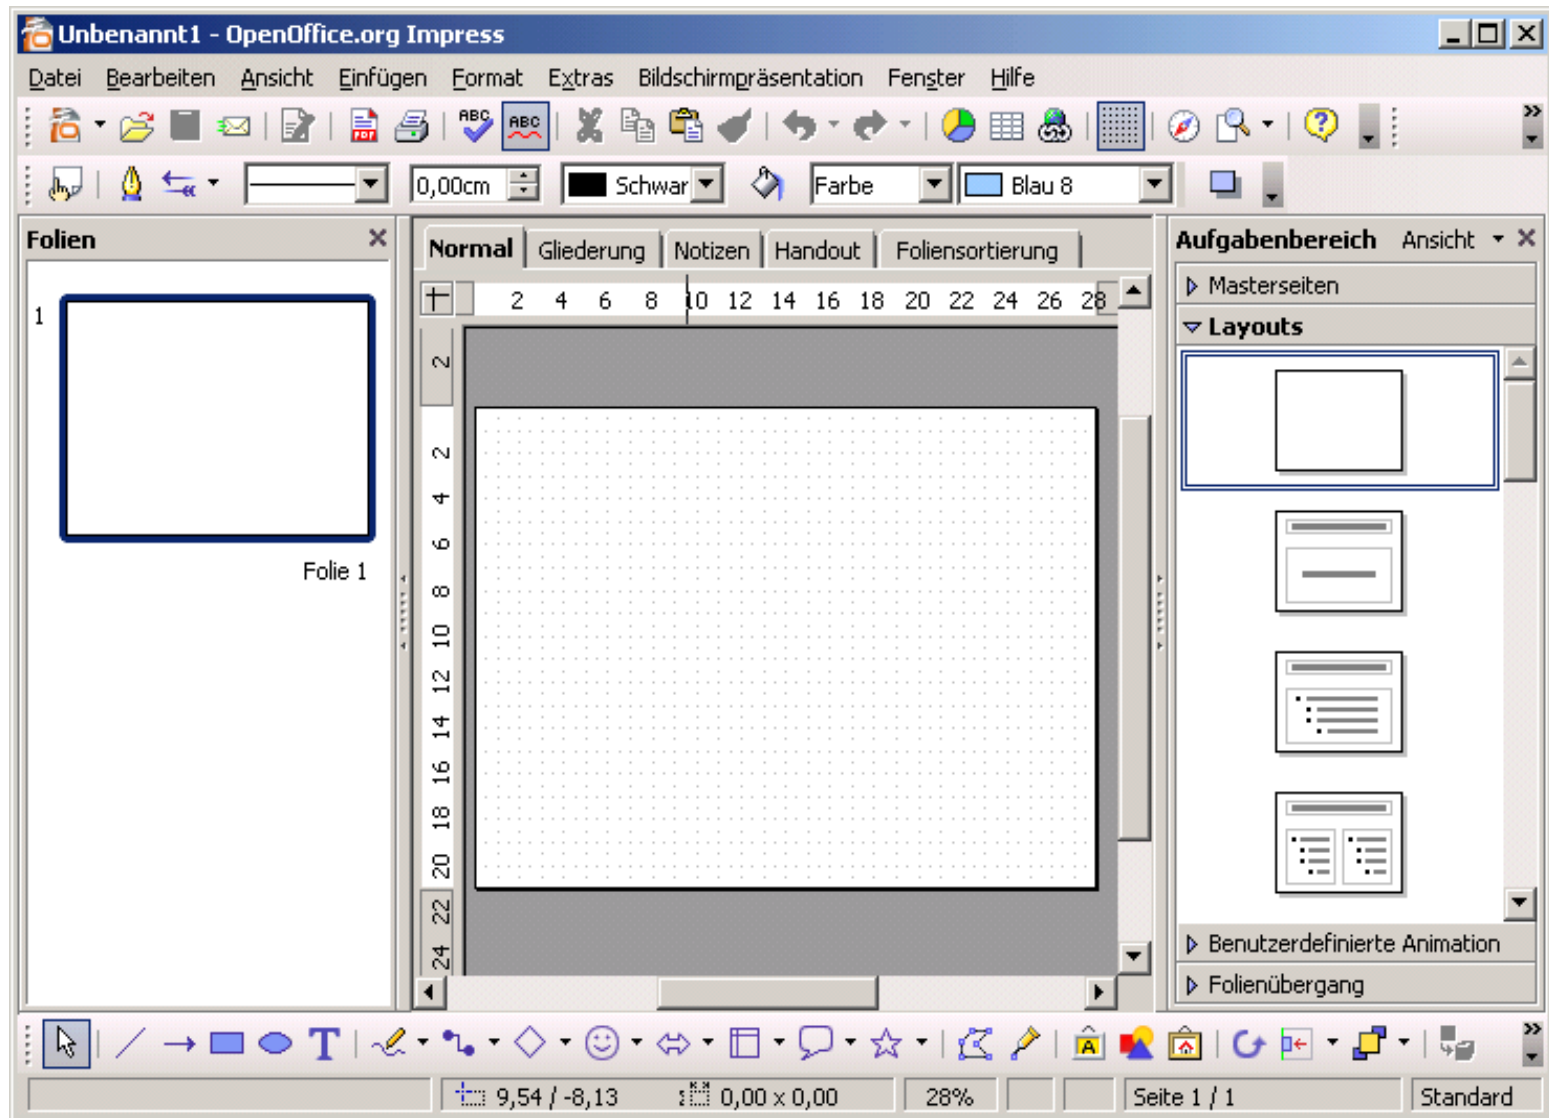 Unbenannt1 - OpenOffice.org Impress
Datei Bearbeiten Ansicht Einfügen Format Extras Bildschirmpräsentation Fenster Hilfe
PDF ABC ABC
0,00cm Schwar Farbe Blau 8
Folien
1
Folie 1
Normal Gliederung Notizen Handout Foliensortierung
2 4 6 8 10 12 14 16 18 20 22 24 26 28
2
2
4
6
8
10
12
14
16
18
20
22
24
Aufgabenbereich Ansicht
Masterseiten
Layouts
Benutzerdefinierte Animation
Folienübergang
T A
9,54 / -8,13 0,00 x 0,00 28% Seite 1 / 1 Standard